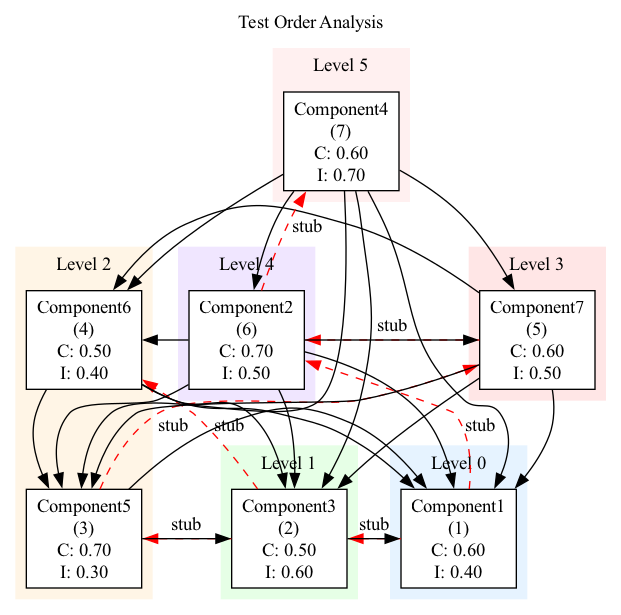 Test Order Analysis
Level 5
Component4
(7)
C: 0.60
I: 0.70
stub
Level 2
Level 4
Level 3
Component6
(4)
C: 0.50
I: 0.40
Component2
(6)
C: 0.70
I: 0.50
stub
Component7
(5)
C: 0.60
I: 0.50
stub
stub
stub
Level 1
Level 0
Component5
(3)
C: 0.70
I: 0.30
stub
Component3
(2)
C: 0.50
I: 0.60
stub
Component1
(1)
C: 0.60
I: 0.40